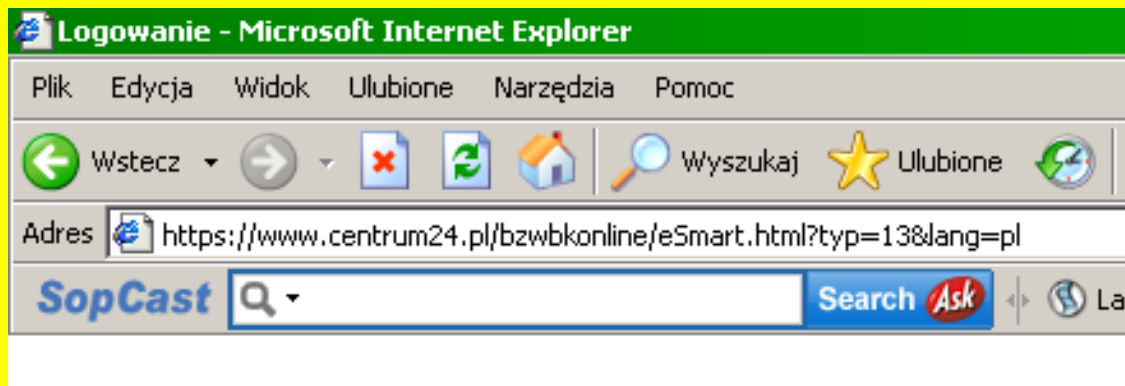 Logowanie - Microsoft Internet Explorer
Plik Edycja Widok Ulubione Narzędzia Pomoc
Wstecz Wyszukaj Ulubione
Adres https://www.centrum24.pl/bzwbkonline/eSmart.html?typ=13&lang=pl
SopCast Search Ask La